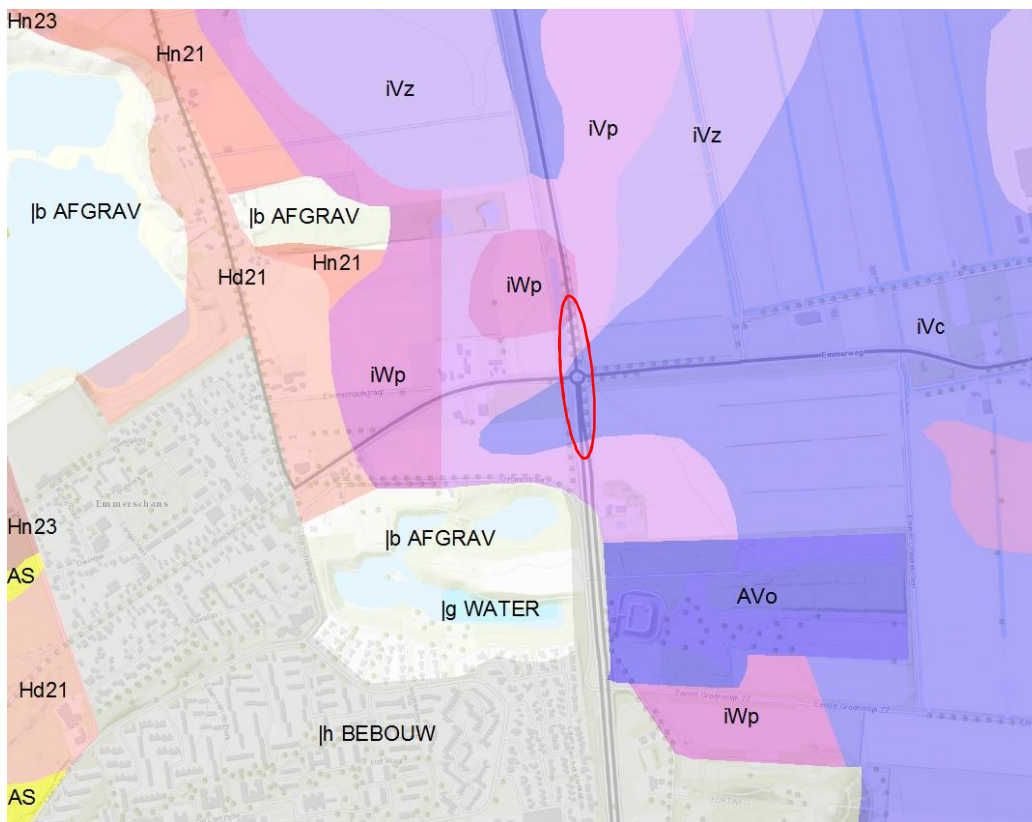 Hn23
Hn21
iVz
iVp
iVz
|b AFGRAV
|b AFGRAV
Hn21
Hd21
iWp
iVc
Emmerweg
iWp
Emmerschans
|b AFGRAV
Hn23
AS
|g WATER
AVo
Hd21
iWp
|h BEBOUW
AS